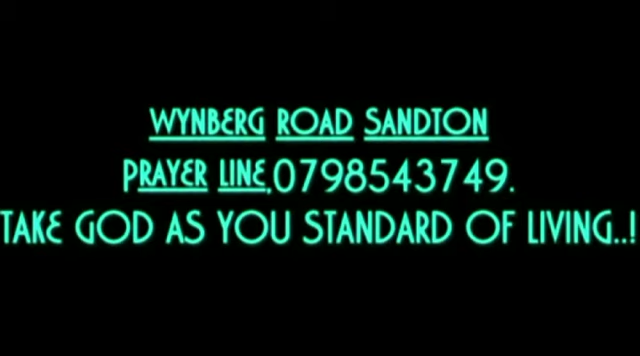 WYNBERG ROAD SANDTON
PRAYER LINE,0798543749.
TAKE GOD AS YOU STANDARD OF LIVING..!